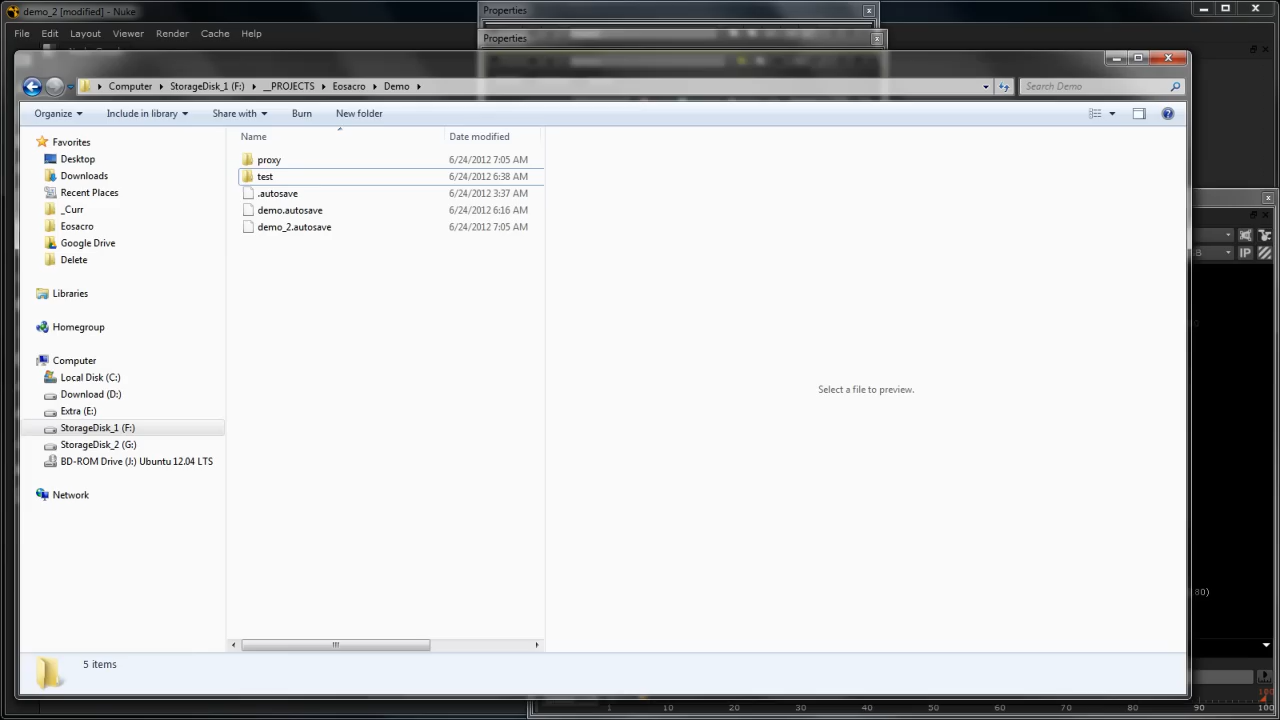 demo_2 [modified] - Nuke
Properties
File Edit Layout Viewer Render Cache Help
Properties
Computer StorageDisk_1 (F:) __PROJECTS Eosacro Demo
Search Demo
Organize Include in library Share with Burn New folder
Name Date modified
proxy 6/24/2012 7:05 AM
test 6/24/2012 6:38 AM
.autosave 6/24/2012 3:37 AM
demo.autosave 6/24/2012 6:16 AM
demo_2.autosave 6/24/2012 7:05 AM
Favorites
Desktop
Downloads
Recent Places
_Curr
Eosacro
Google Drive
Delete
Libraries
Homegroup
Computer
Local Disk (C:)
Download (D:)
Extra (E:)
StorageDisk_1 (F:)
StorageDisk_2 (G:)
BD-ROM Drive (J:) Ubuntu 12.04 LTS
Network
Select a file to preview.
IP
80)
5 items
1 10 20 30 40 50 60 70 80 90 100
100